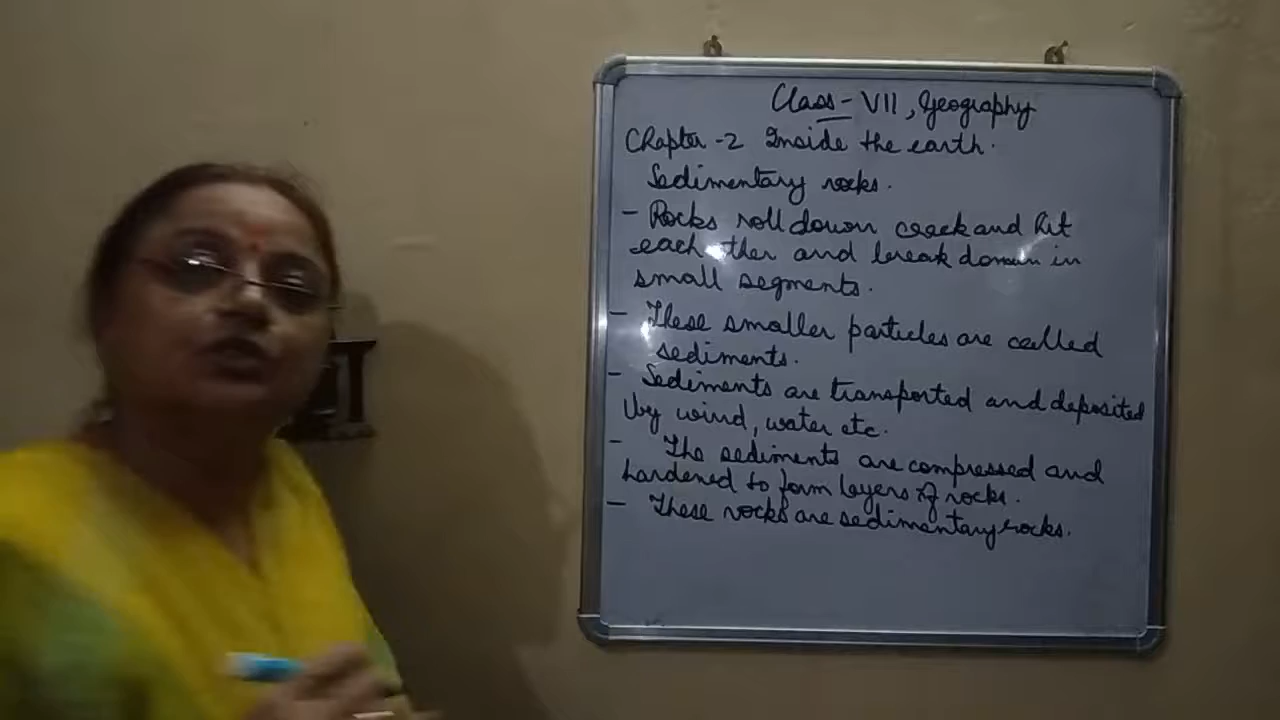 Class - VII, Geography
Chapter - 2 Inside the earth.
Sedimentary rocks.
- Rocks roll down crack and hit
each other and break down in
small segments.
- These smaller particles are called
sediments.
- Sediments are transported and deposited
by wind, water etc.
- The sediments are compressed and
hardened to form layers of rocks.
- These rocks are sedimentary rocks.